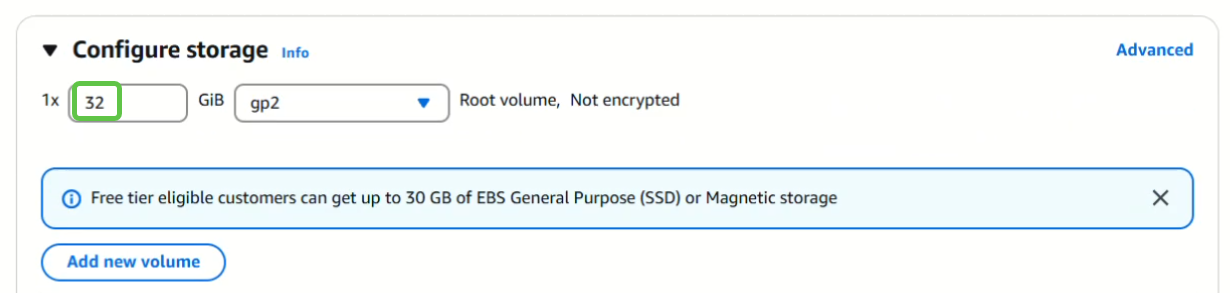 Configure storage Info Advanced
1x 32 GiB gp2 Root volume, Not encrypted
Free tier eligible customers can get up to 30 GB of EBS General Purpose (SSD) or Magnetic storage
Add new volume